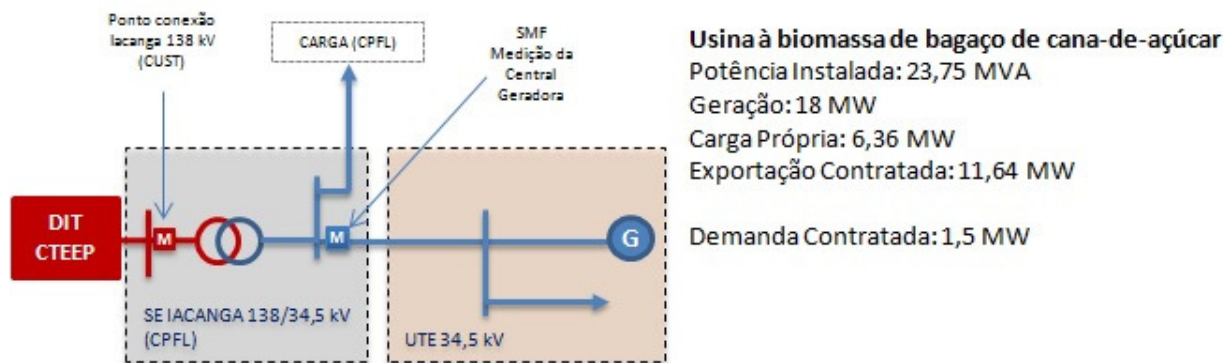 Ponto conexão
Iacanga 138 kV
(CUST)
CARGA (CPFL)
SMF
Medição da
Central
Geradora
DIT
CTEEP
M
M
G
SE IACANGA 138/34,5 kV
(CPFL)
UTE 34,5 kV
Usina à biomassa de bagaço de cana-de-açúcar
Potência Instalada: 23,75 MVA
Geração: 18 MW
Carga Própria: 6,36 MW
Exportação Contratada: 11,64 MW
Demanda Contratada: 1,5 MW